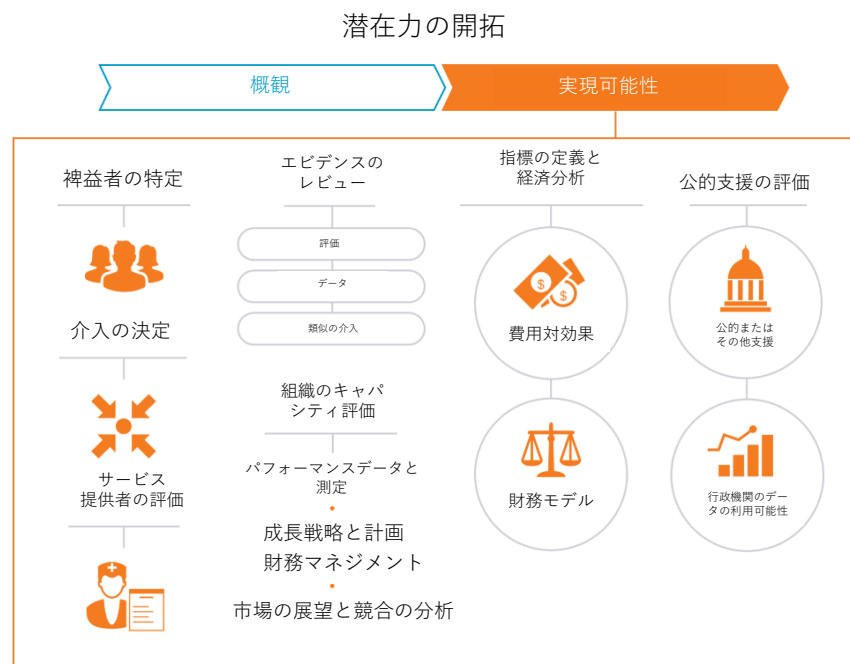 潜在力の開拓
概観
実現可能性
裨益者の特定
介入の決定
サービス
提供者の評価
エビデンスの
レビュー
評価
データ
類似の介入
組織のキャパ
シティ評価
パフォーマンスデータと
測定
成長戦略と計画
財務マネジメント
市場の展望と競合の分析
指標の定義と
経済分析
$
$
費用対効果
財務モデル
公的支援の評価
公的または
その他支援
行政機関のデー
タの利用可能性